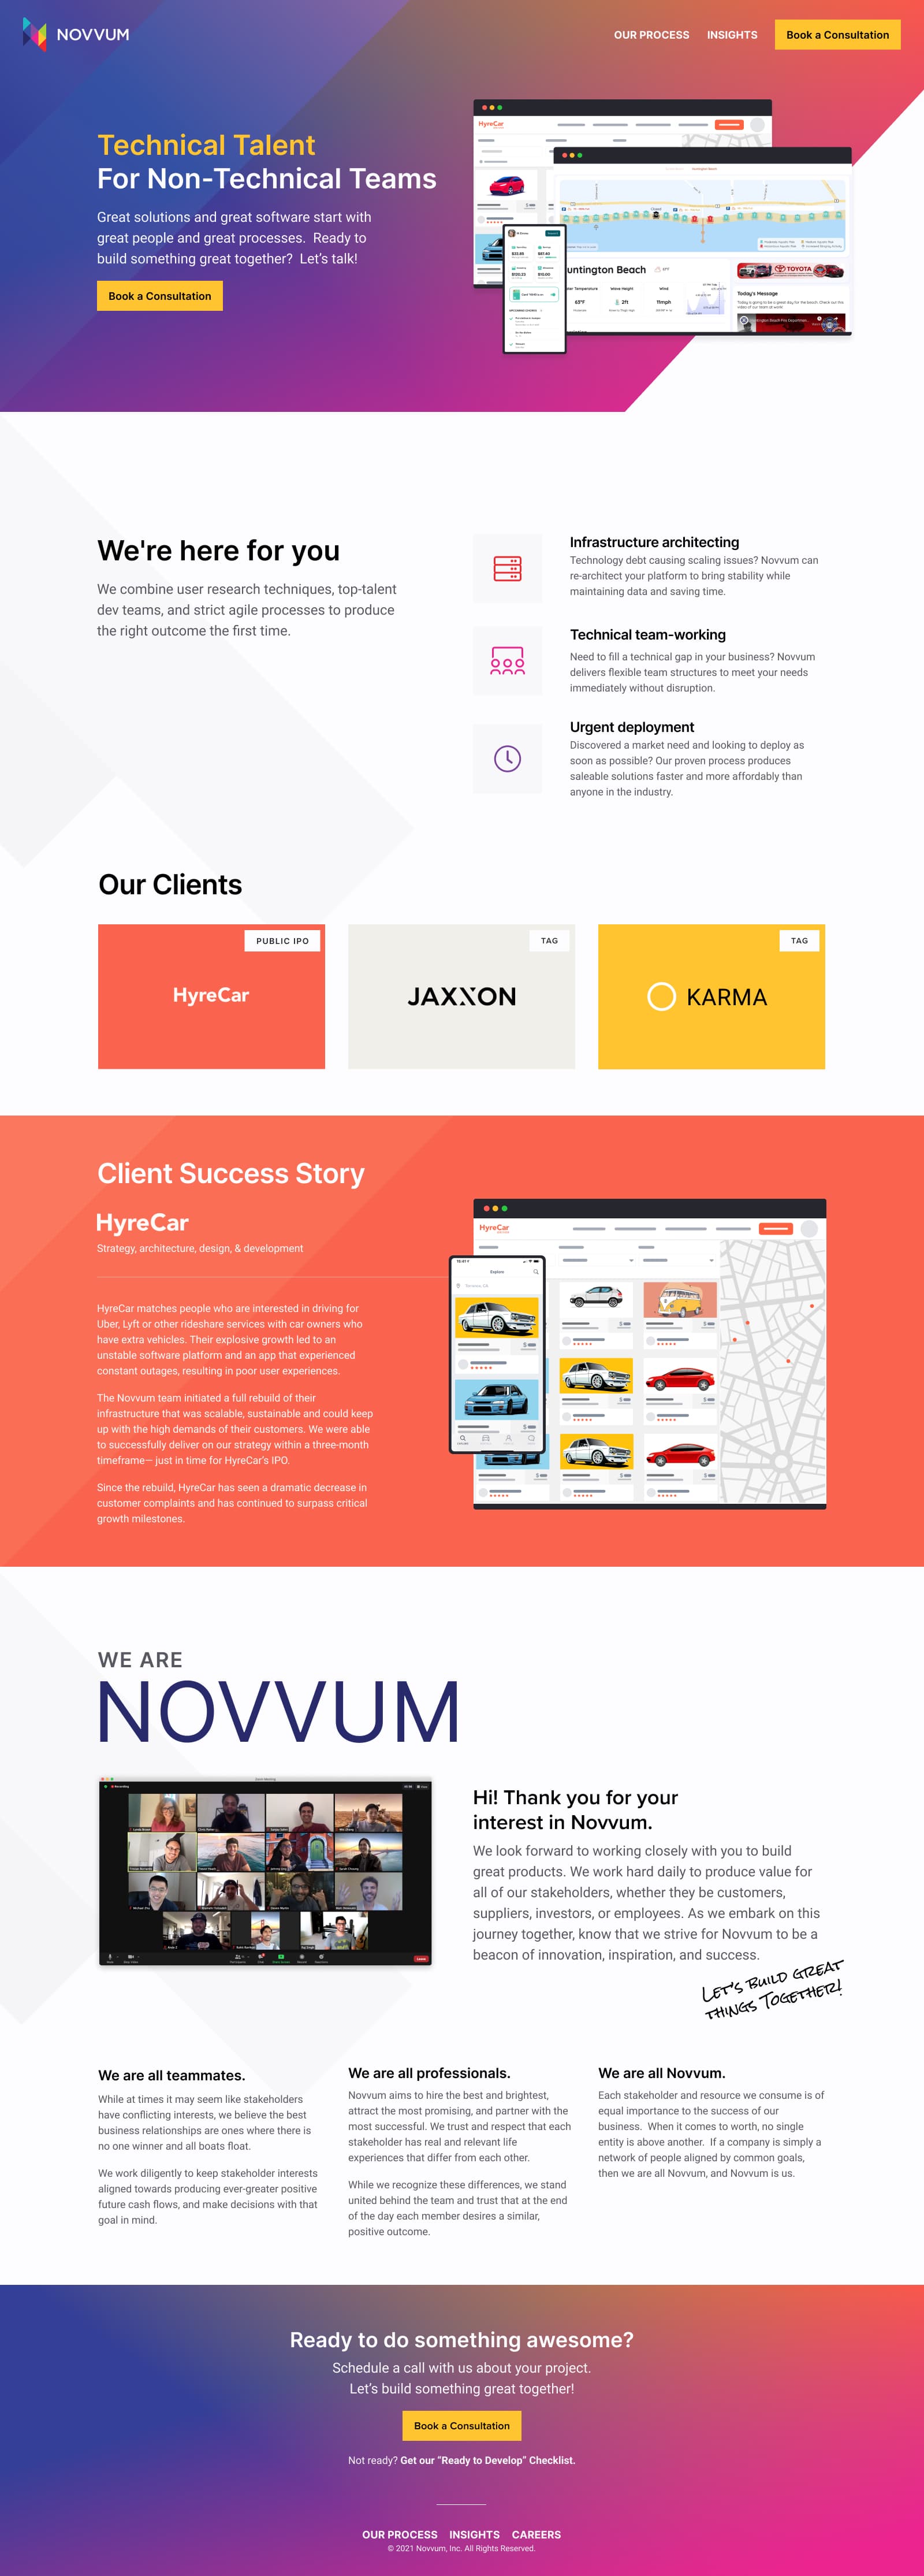 NOVVUM
OUR PROCESS
INSIGHTS
Book a Consultation
Technical Talent
For Non-Technical Teams
Great solutions and great software start with
great people and great processes.  Ready to
build something great together?  Let's talk!
Book a Consultation
HyreCar
Huntington Beach
Water Temperature
Wavelength
Wind
63°F
2ft
11mph
TOYOTA
Today's Message
We're here for you
We combine user research techniques, top-talent
dev teams, and strict agile processes to produce
the right outcome the first time.
Infrastructure architecting
Technology debt causing scaling issues? Novvum can
re-architect your platform to bring stability while
maintaining data and saving time.
Technical team-working
Need to fill a technical gap in your business? Novvum
delivers flexible team structures to meet your needs
immediately without disruption.
Urgent deployment
Discovered a market need and looking to deploy as
soon as possible? Our proven process produces
saleable solutions faster and more affordably than
anyone in the industry.
Our Clients
PUBLIC IPO
HyreCar
TAG
JAXXON
TAG
KARMA
Client Success Story
HyreCar
Strategy, architecture, design, & development
HyreCar matches people who are interested in driving for
Uber, Lyft or other rideshare services with car owners who
have extra vehicles. Their explosive growth led to an
unstable software platform and an app that experienced
constant outages, resulting in poor user experiences.
The Novvum team initiated a full rebuild of their
infrastructure that was scalable, sustainable and could keep
up with the high demands of their customers. We were able
to successfully deliver on our strategy within a three-month
timeframe— just in time for HyreCar's IPO.
Since the rebuild, HyreCar has seen a dramatic decrease in
customer complaints and has continued to surpass critical
growth milestones.
HyreCar
Explore
WE ARE
NOVVUM
Hi! Thank you for your
interest in Novvum.
We look forward to working closely with you to build
great products. We work hard daily to produce value for
all of our stakeholders, whether they be customers,
suppliers, investors, or employees. As we embark on this
journey together, know that we strive for Novvum to be a
beacon of innovation, inspiration, and success.
Let's build great
things together!
We are all teammates.
While at times it may seem like stakeholders
have conflicting interests, we believe the best
business relationships are ones where there is
no one winner and all boats float.
We work diligently to keep stakeholder interests
aligned towards producing ever-greater positive
future cash flows, and make decisions with that
goal in mind.
We are all professionals.
Novvum aims to hire the best and brightest,
attract the most promising, and partner with the
most successful. We trust and respect that each
stakeholder has real and relevant life
experiences that differ from each other.
While we recognize these differences, we stand
united behind the team and trust that at the end
of the day each member desires a similar,
positive outcome.
We are all Novvum.
Each stakeholder and resource we consume is of
equal importance to the success of our
business.  When it comes to worth, no single
entity is above another.  If a company is simply a
network of people aligned by common goals,
then we are all Novvum, and Novvum is us.
Ready to do something awesome?
Schedule a call with us about your project.
Let's build something great together!
Book a Consultation
Not ready? Get our "Ready to Develop" Checklist.
OUR PROCESS
INSIGHTS
CAREERS
© 2021 Novvum, Inc. All Rights Reserved.